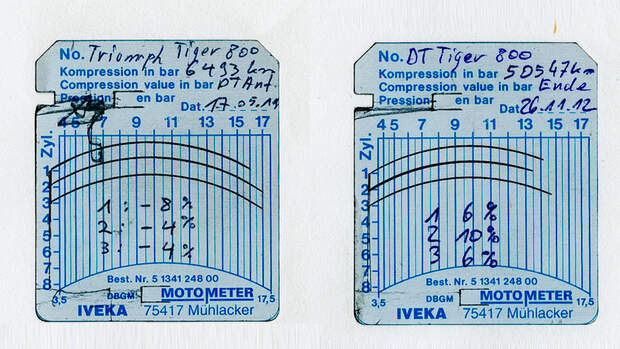 No. Triomph Tiger 800
Kompression in bar 6493 km
Compression value in bar DT Anf.
Pression en bar Dat. 17.05.11
4 5 7 9 11 13 15 17
Zyl.
1
2
3
4
5
6
7
8
1: - 8 %
2: - 4 %
3: - 4 %
Best. Nr. 5 1341 248 00
3,5 DBGM MOTOMETER 17,5
IVEKA 75417 Mühlacker
No. DT Tiger 800
Kompression in bar 50547 km
Compression value in bar Ende
Pression en bar Dat. 26.11.12
4 5 7 9 11 13 15 17
Zyl.
1
2
3
4
5
6
7
8
1 6 %
2 10 %
3 6 %
Best. Nr. 5 1341 248 00
3,5 DBGM MOTOMETER 17,5
IVEKA 75417 Mühlacker